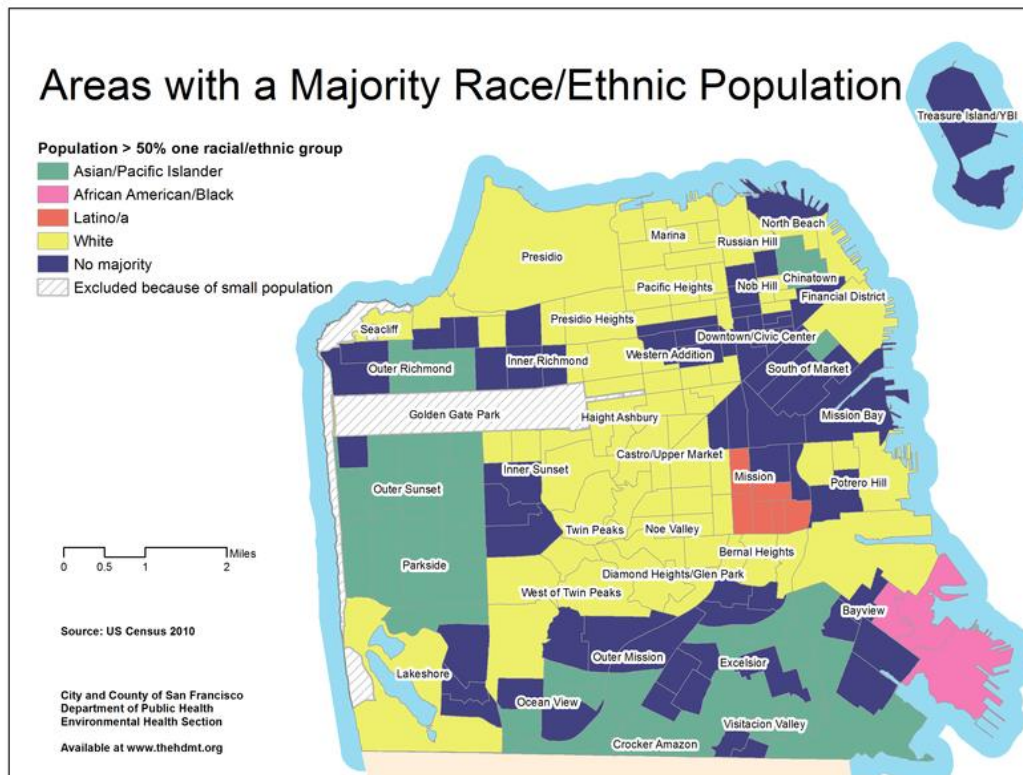 Areas with a Majority Race/Ethnic Population
Population > 50% one racial/ethnic group
Asian/Pacific Islander
African American/Black
Latino/a
White
No majority
Excluded because of small population
Treasure Island/YBI
North Beach
Marina
Russian Hill
Presidio
Chinatown
Pacific Heights
Nob Hill
Financial District
Presidio Heights
Seacliff
Downtown/Civic Center
Western Addition
Inner Richmond
Outer Richmond
South of Market
Golden Gate Park
Haight Ashbury
Mission Bay
Castro/Upper Market
Inner Sunset
Mission
Potrero Hill
Outer Sunset
Twin Peaks
Noe Valley
Bernal Heights
Parkside
Diamond Heights/Glen Park
West of Twin Peaks
Bayview
Outer Mission
Excelsior
Lakeshore
Ocean View
Visitacion Valley
Crocker Amazon
Miles
0 0.5 1 2
Source: US Census 2010
City and County of San Francisco
Department of Public Health
Environmental Health Section
Available at www.thehdmt.org